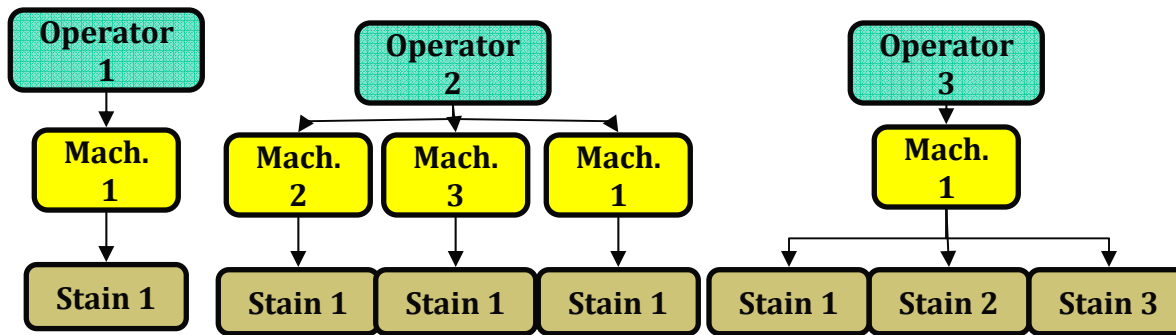 Operator
1
Operator
2
Operator
3
Mach.
1
Mach.
2
Mach.
3
Mach.
1
Mach.
1
Stain 1
Stain 1
Stain 1
Stain 1
Stain 1
Stain 2
Stain 3